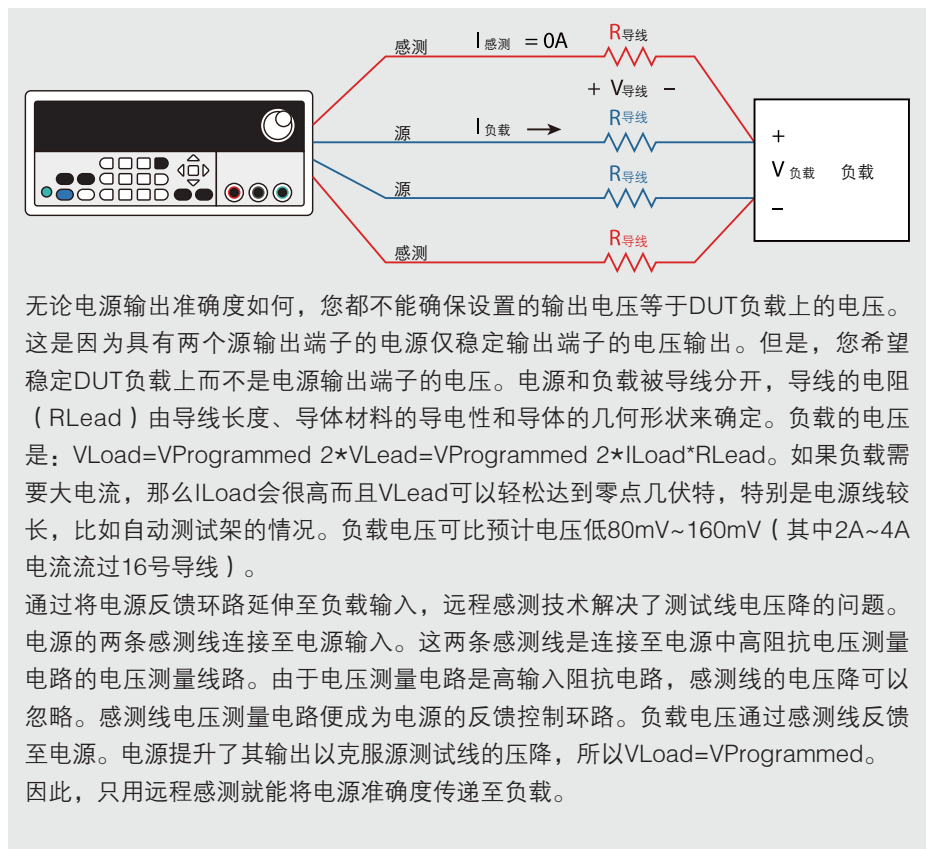 感测 I感测 = 0A R导线
+ V导线 −
源 I负载 → R导线
+
V负载 负载
源 R导线
−
感测 R导线
无论电源输出准确度如何，您都不能确保设置的输出电压等于DUT负载上的电压。
这是因为具有两个源输出端子的电源仅稳定输出端子的电压输出。但是，您希望
稳定DUT负载上而不是电源输出端子的电压。电源和负载被导线分开，导线的电阻
（RLead）由导线长度、导体材料的导电性和导体的几何形状来确定。负载的电压
是：VLoad=VProgrammed 2*VLead=VProgrammed 2*ILoad*RLead。如果负载需
要大电流，那么ILoad会很高而且VLead可以轻松达到零点几伏特，特别是电源线较
长，比如自动测试架的情况。负载电压可比预计电压低80mV~160mV（其中2A~4A
电流流过16号导线）。
通过将电源反馈环路延伸至负载输入，远程感测技术解决了测试线电压降的问题。
电源的两条感测线连接至电源输入。这两条感测线是连接至电源中高阻抗电压测量
电路的电压测量线路。由于电压测量电路是高输入阻抗电路，感测线的电压降可以
忽略。感测线电压测量电路便成为电源的反馈控制环路。负载电压通过感测线反馈
至电源。电源提升了其输出以克服源测试线的压降，所以VLoad=VProgrammed。
因此，只用远程感测就能将电源准确度传递至负载。